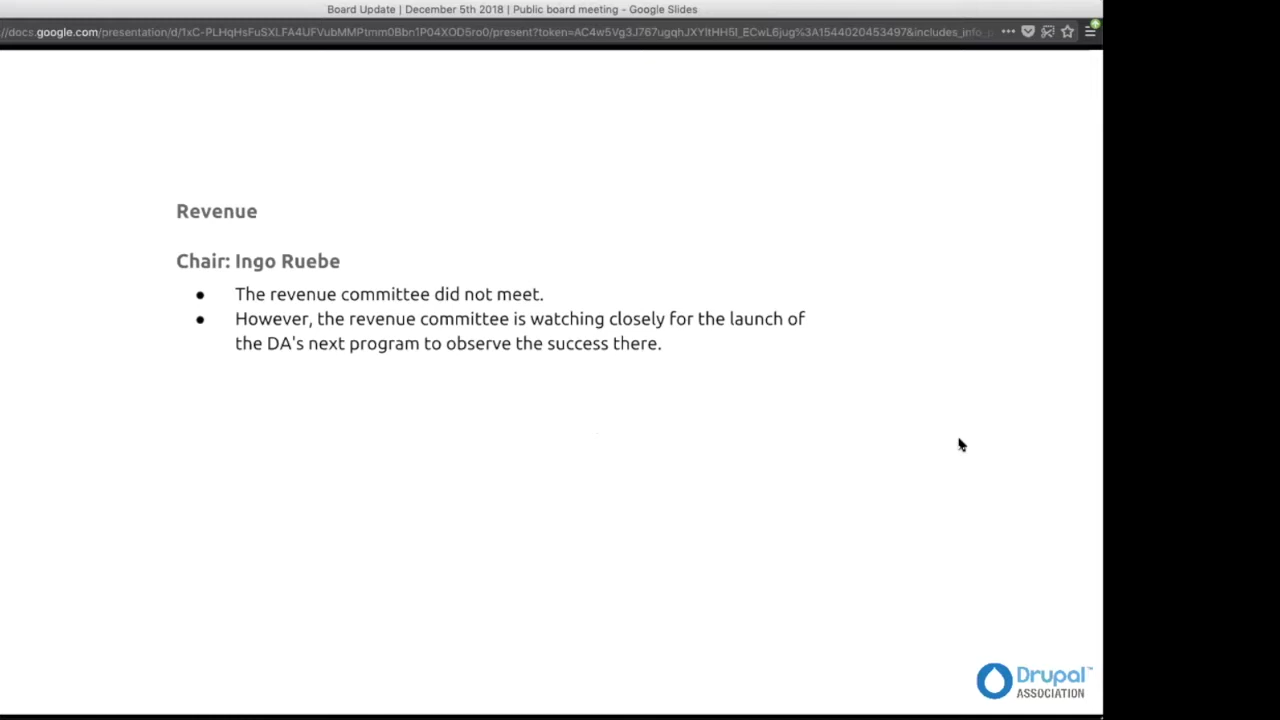 Board Update | December 5th 2018 | Public board meeting - Google Slides
Revenue
Chair: Ingo Ruebe
● The revenue committee did not meet.
● However, the revenue committee is watching closely for the launch of
the DA's next program to observe the success there.
Drupal™
ASSOCIATION